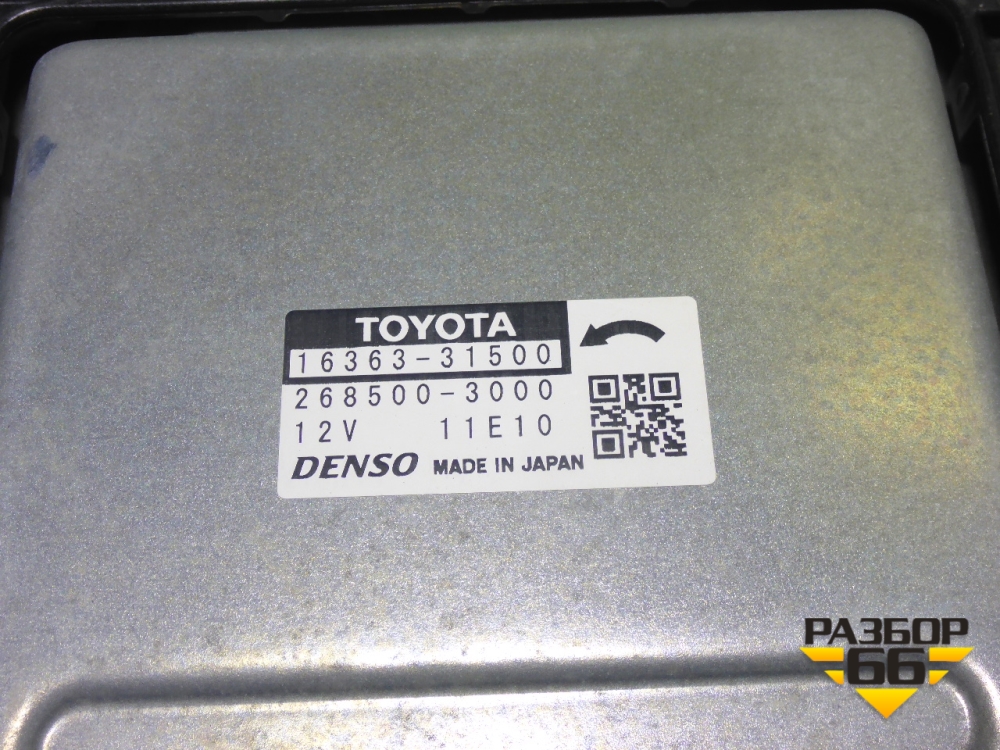 TOYOTA
16363-31500
268500-3000
12V 11E10
DENSO MADE IN JAPAN
РАЗБОР
66